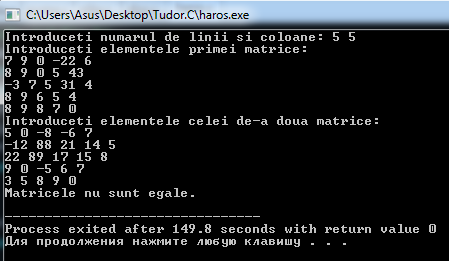 C:\Users\Asus\Desktop\Tudor.C\haros.exe
Introduceti numarul de linii si coloane: 5 5
Introduceti elementele primei matrice:
7 9 0 -22 6
8 9 0 5 43
-3 7 5 31 4
8 9 6 5 4
8 9 8 7 0
Introduceti elementele celei de-a doua matrice:
5 0 -8 -6 7
-12 88 21 14 5
22 89 17 15 8
9 0 -5 6 7
3 5 8 9 0
Matricele nu sunt egale.
--------------------------------
Process exited after 149.8 seconds with return value 0
Для продолжения нажмите любую клавишу . . .